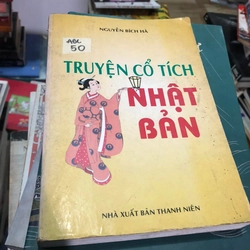 NGUYỄN BÍCH HÀ
ABC
50
TRUYỆN CỔ TÍCH
NHẬT
BẢN
NHÀ XUẤT BẢN THANH NIÊN